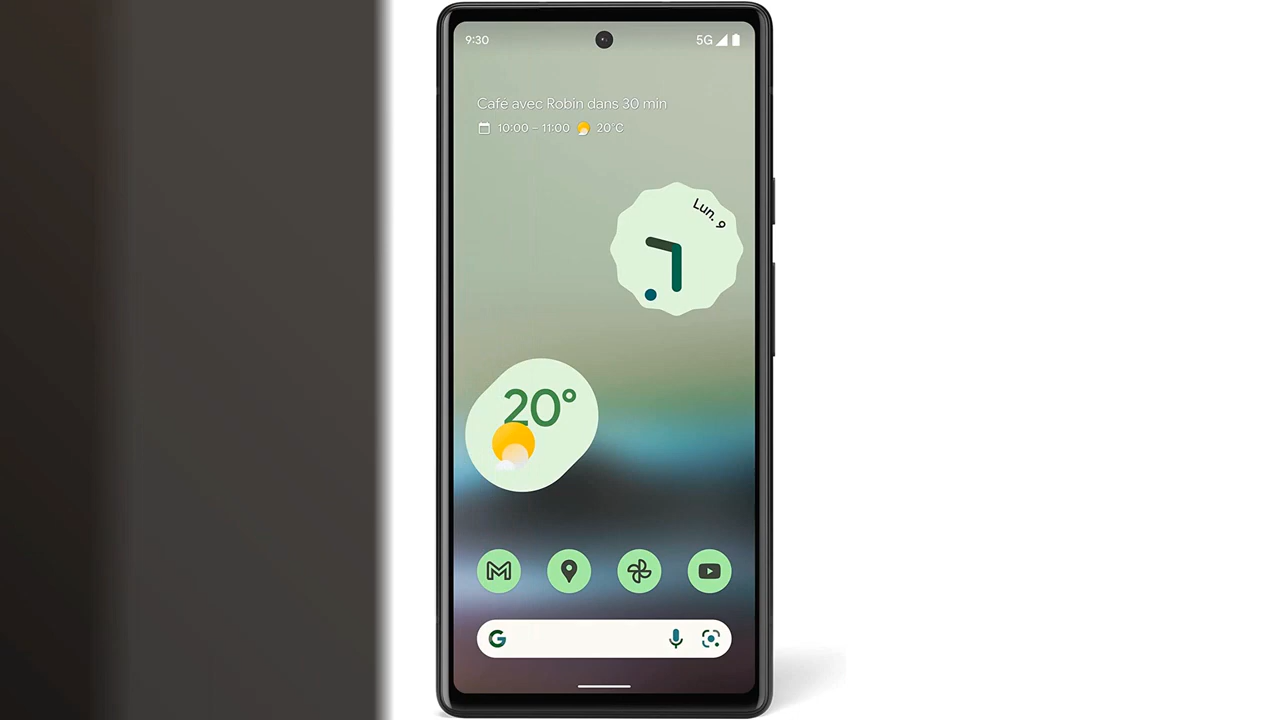 9:30
5G
Café avec Robin dans 30 min
10:00 – 11:00 20°C
Lun. 9
20°